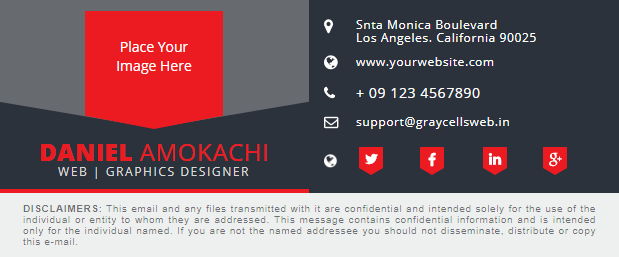 Place Your
Image Here
DANIEL AMOKACHI
WEB | GRAPHICS DESIGNER
Snta Monica Boulevard
Los Angeles. California 90025
www.yourwebsite.com
+ 09 123 4567890
support@graycellsweb.in
f
in
g+
DISCLAIMERS: This email and any files transmitted with it are confidential and intended solely for the use of the
individual or entity to whom they are addressed. This message contains confidential information and is intended
only for the individual named. If you are not the named addressee you should not disseminate, distribute or copy
this e-mail.